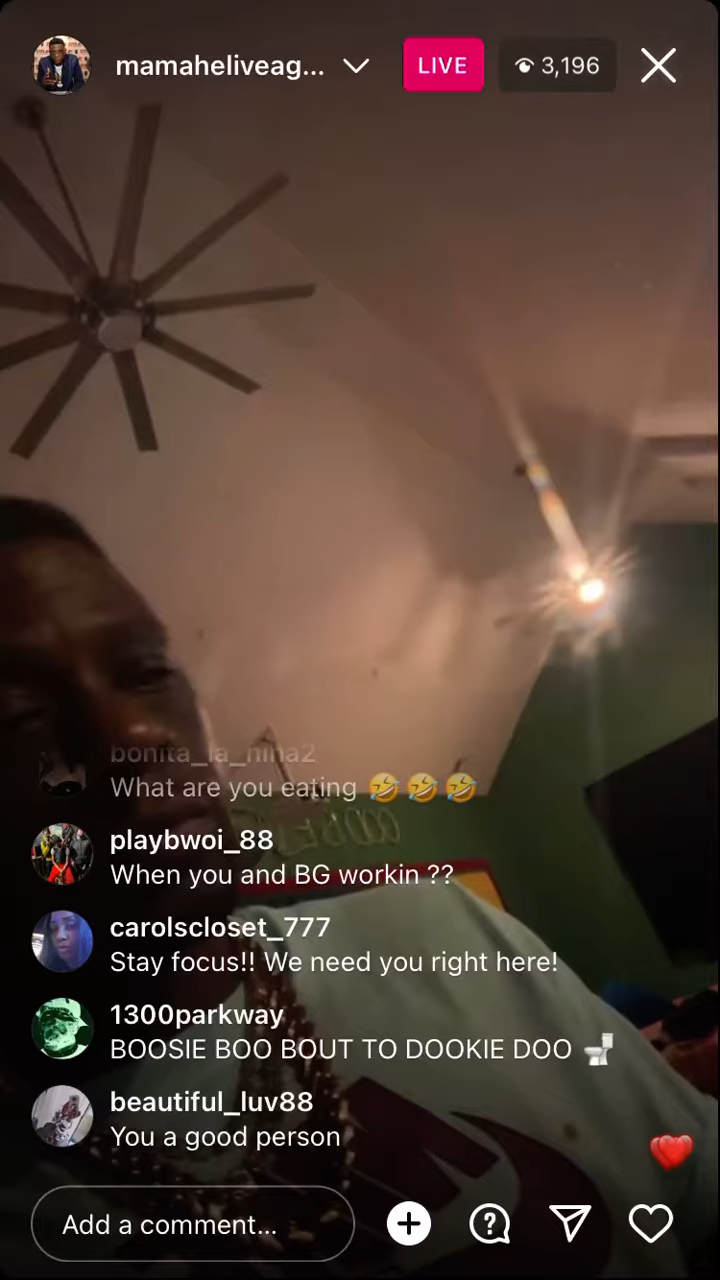 mamaheliveag...
LIVE
3,196
bonita_la_nina2
What are you eating 🤣🤣🤣
playbwoi_88
When you and BG workin ??
carolscloset_777
Stay focus!! We need you right here!
1300parkway
BOOSIE BOO BOUT TO DOOKIE DOO 🚽
beautiful_luv88
You a good person
Add a comment...